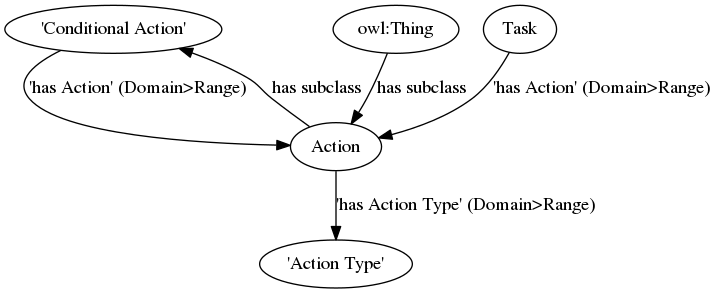 'Conditional Action'
owl:Thing
Task
'has Action' (Domain>Range)
has subclass
has subclass
'has Action' (Domain>Range)
Action
'has Action Type' (Domain>Range)
'Action Type'